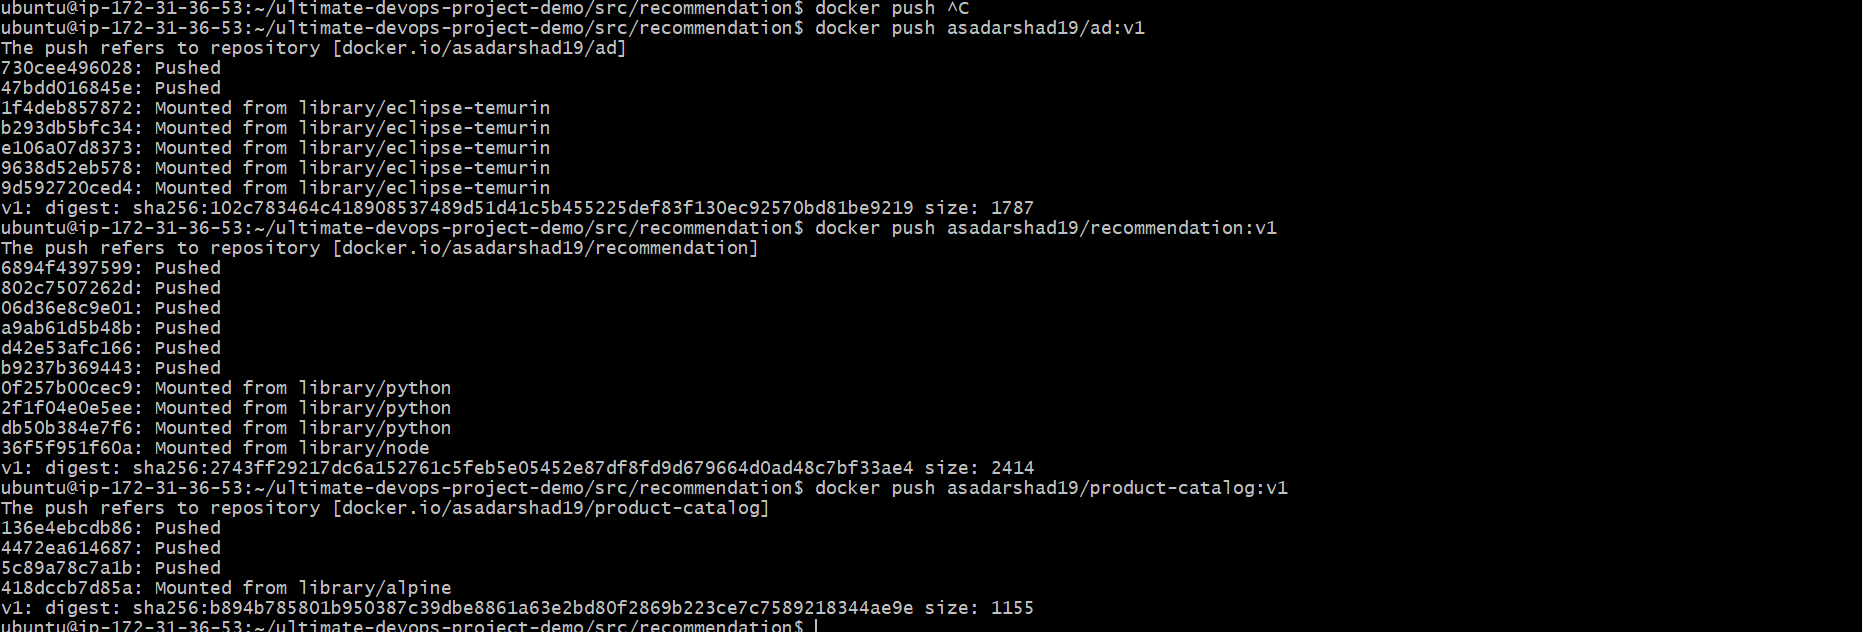 ubuntu@ip-172-31-36-53:~/ultimate-devops-project-demo/src/recommendation$ docker push ^C
ubuntu@ip-172-31-36-53:~/ultimate-devops-project-demo/src/recommendation$ docker push asadarshad19/ad:v1
The push refers to repository [docker.io/asadarshad19/ad]
730cee496028: Pushed
47bdd016845e: Pushed
1f4deb857872: Mounted from library/eclipse-temurin
b293db5bfc34: Mounted from library/eclipse-temurin
e106a07d8373: Mounted from library/eclipse-temurin
9638d52eb578: Mounted from library/eclipse-temurin
9d592720ced4: Mounted from library/eclipse-temurin
v1: digest: sha256:102c783464c418908537489d51d41c5b455225def83f130ec92570bd81be9219 size: 1787
ubuntu@ip-172-31-36-53:~/ultimate-devops-project-demo/src/recommendation$ docker push asadarshad19/recommendation:v1
The push refers to repository [docker.io/asadarshad19/recommendation]
6894f4397599: Pushed
802c7507262d: Pushed
06d36e8c9e01: Pushed
a9ab61d5b48b: Pushed
d42e53afc166: Pushed
b9237b369443: Pushed
0f257b00cec9: Mounted from library/python
2f1f04e0e5ee: Mounted from library/python
db50b384e7f6: Mounted from library/python
36f5f951f60a: Mounted from library/node
v1: digest: sha256:2743ff29217dc6a152761c5feb5e05452e87df8fd9d679664d0ad48c7bf33ae4 size: 2414
ubuntu@ip-172-31-36-53:~/ultimate-devops-project-demo/src/recommendation$ docker push asadarshad19/product-catalog:v1
The push refers to repository [docker.io/asadarshad19/product-catalog]
136e4ebcdb86: Pushed
4472ea614687: Pushed
5c89a78c7a1b: Pushed
418dccb7d85a: Mounted from library/alpine
v1: digest: sha256:b894b785801b950387c39dbe8861a63e2bd80f2869b223ce7c7589218344ae9e size: 1155
ubuntu@ip-172-31-36-53:~/ultimate-devops-project-demo/src/recommendation$